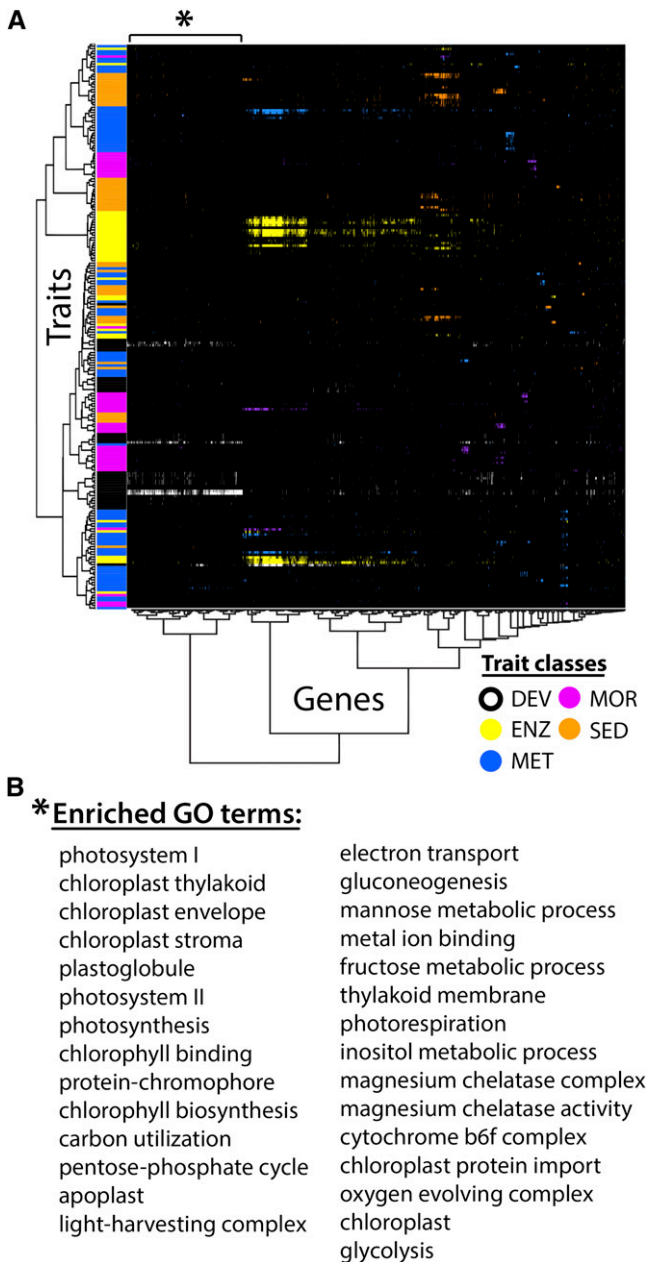 A
*
Traits
Genes
Trait classes
DEV MOR
ENZ SED
MET
B
*Enriched GO terms:
photosystem I
chloroplast thylakoid
chloroplast envelope
chloroplast stroma
plastoglobule
photosystem II
photosynthesis
chlorophyll binding
protein-chromophore
chlorophyll biosynthesis
carbon utilization
pentose-phosphate cycle
apoplast
light-harvesting complex
electron transport
gluconeogenesis
mannose metabolic process
metal ion binding
fructose metabolic process
thylakoid membrane
photorespiration
inositol metabolic process
magnesium chelatase complex
magnesium chelatase activity
cytochrome b6f complex
chloroplast protein import
oxygen evolving complex
chloroplast
glycolysis